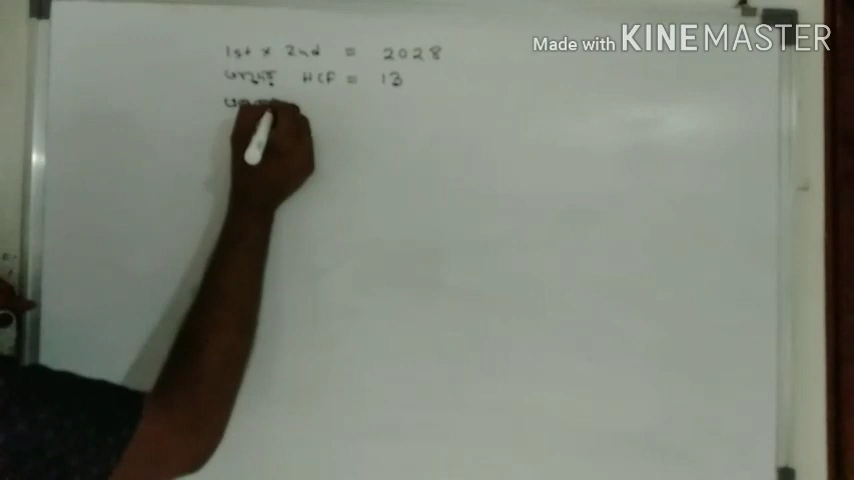 Made with KINEMASTER
1st × 2nd = 2028
HCF = 13